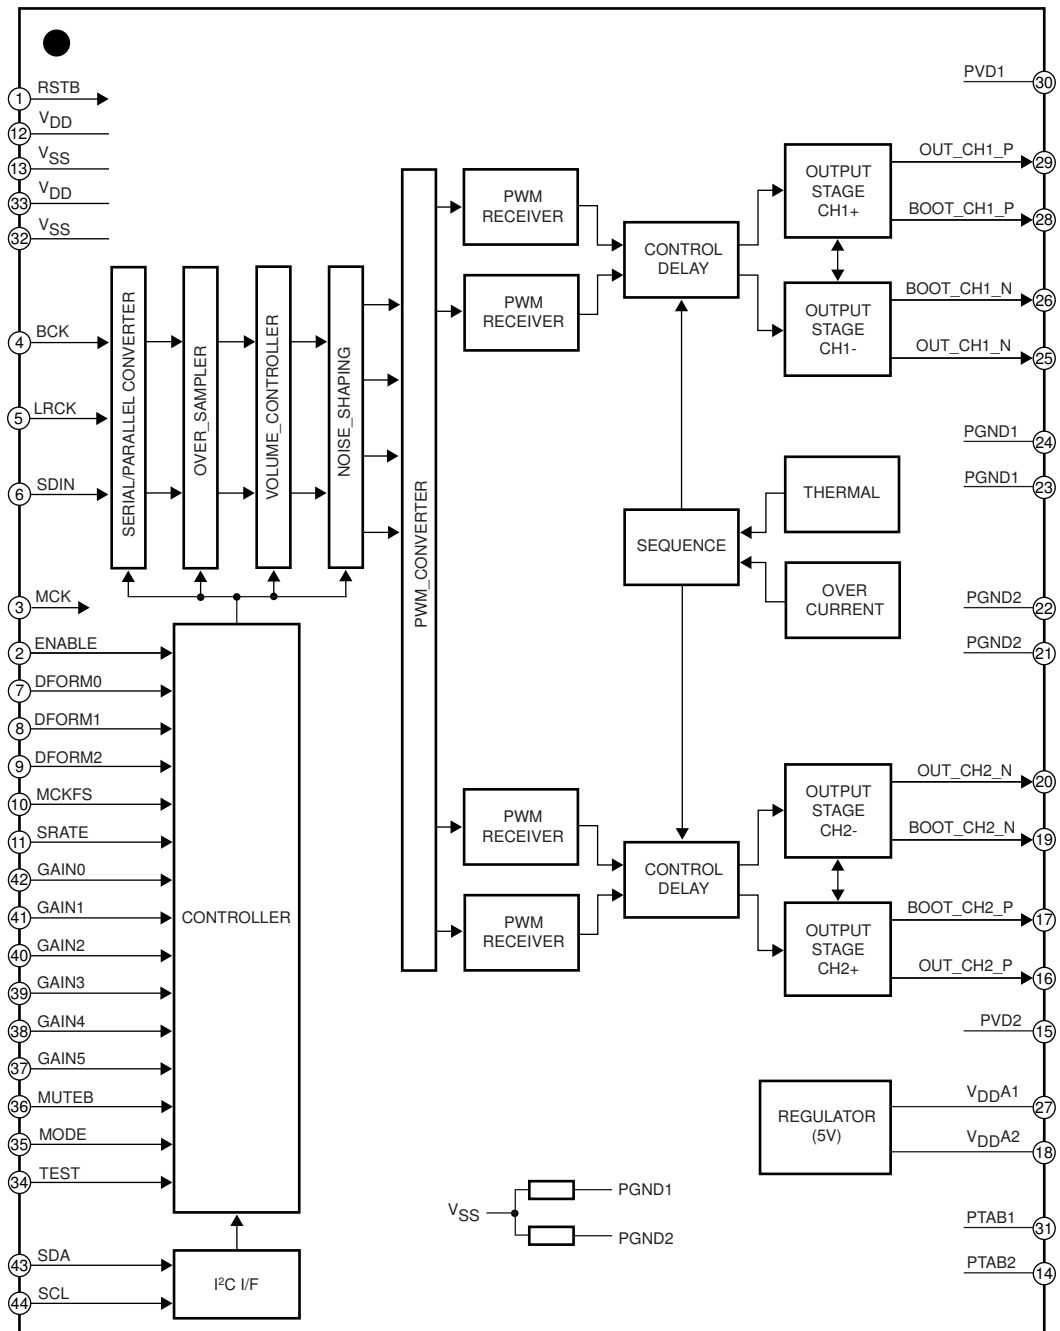 1 RSTB
12 VDD
13 VSS
33 VDD
32 VSS
4 BCK
5 LRCK
6 SDIN
3 MCK
2 ENABLE
7 DFORM0
8 DFORM1
9 DFORM2
10 MCKFS
11 SRATE
42 GAIN0
41 GAIN1
40 GAIN2
39 GAIN3
38 GAIN4
37 GAIN5
36 MUTEB
35 MODE
34 TEST
43 SDA
44 SCL
SERIAL/PARALLEL CONVERTER
OVER_SAMPLER
VOLUME_CONTROLLER
NOISE_SHAPING
PWM_CONVERTER
CONTROLLER
I²C I/F
PWM
RECEIVER
PWM
RECEIVER
CONTROL
DELAY
OUTPUT
STAGE
CH1+
OUTPUT
STAGE
CH1-
SEQUENCE
THERMAL
OVER
CURRENT
PWM
RECEIVER
PWM
RECEIVER
CONTROL
DELAY
OUTPUT
STAGE
CH2-
OUTPUT
STAGE
CH2+
REGULATOR
(5V)
VSS
PGND1
PGND2
PVD1 30
OUT_CH1_P 29
BOOT_CH1_P 28
BOOT_CH1_N 26
OUT_CH1_N 25
PGND1 24
PGND1 23
PGND2 22
PGND2 21
OUT_CH2_N 20
BOOT_CH2_N 19
BOOT_CH2_P 17
OUT_CH2_P 16
PVD2 15
VDDA1 27
VDDA2 18
PTAB1 31
PTAB2 14